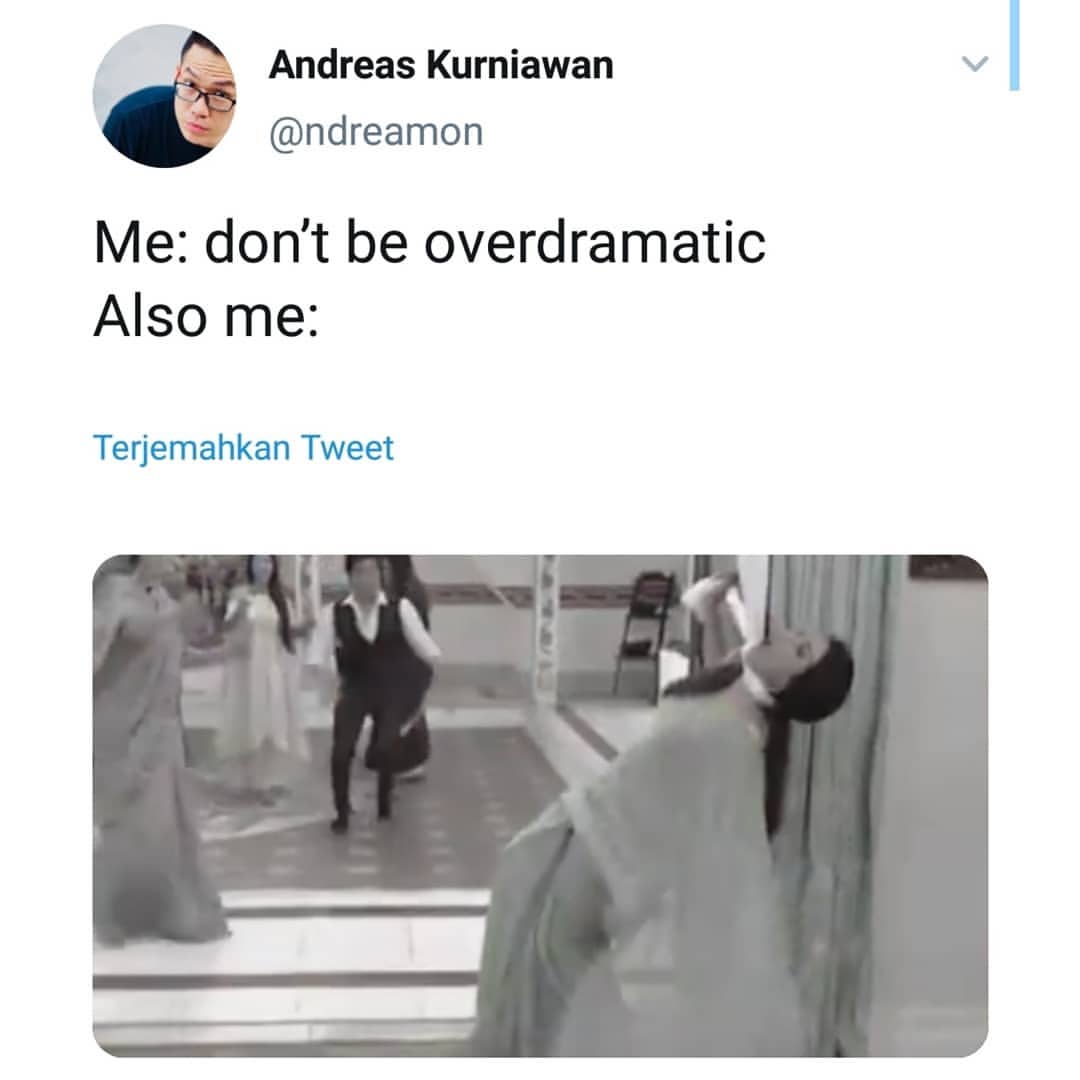 Andreas Kurniawan
@ndreamon
Me: don’t be overdramatic
Also me:
Terjemahkan Tweet